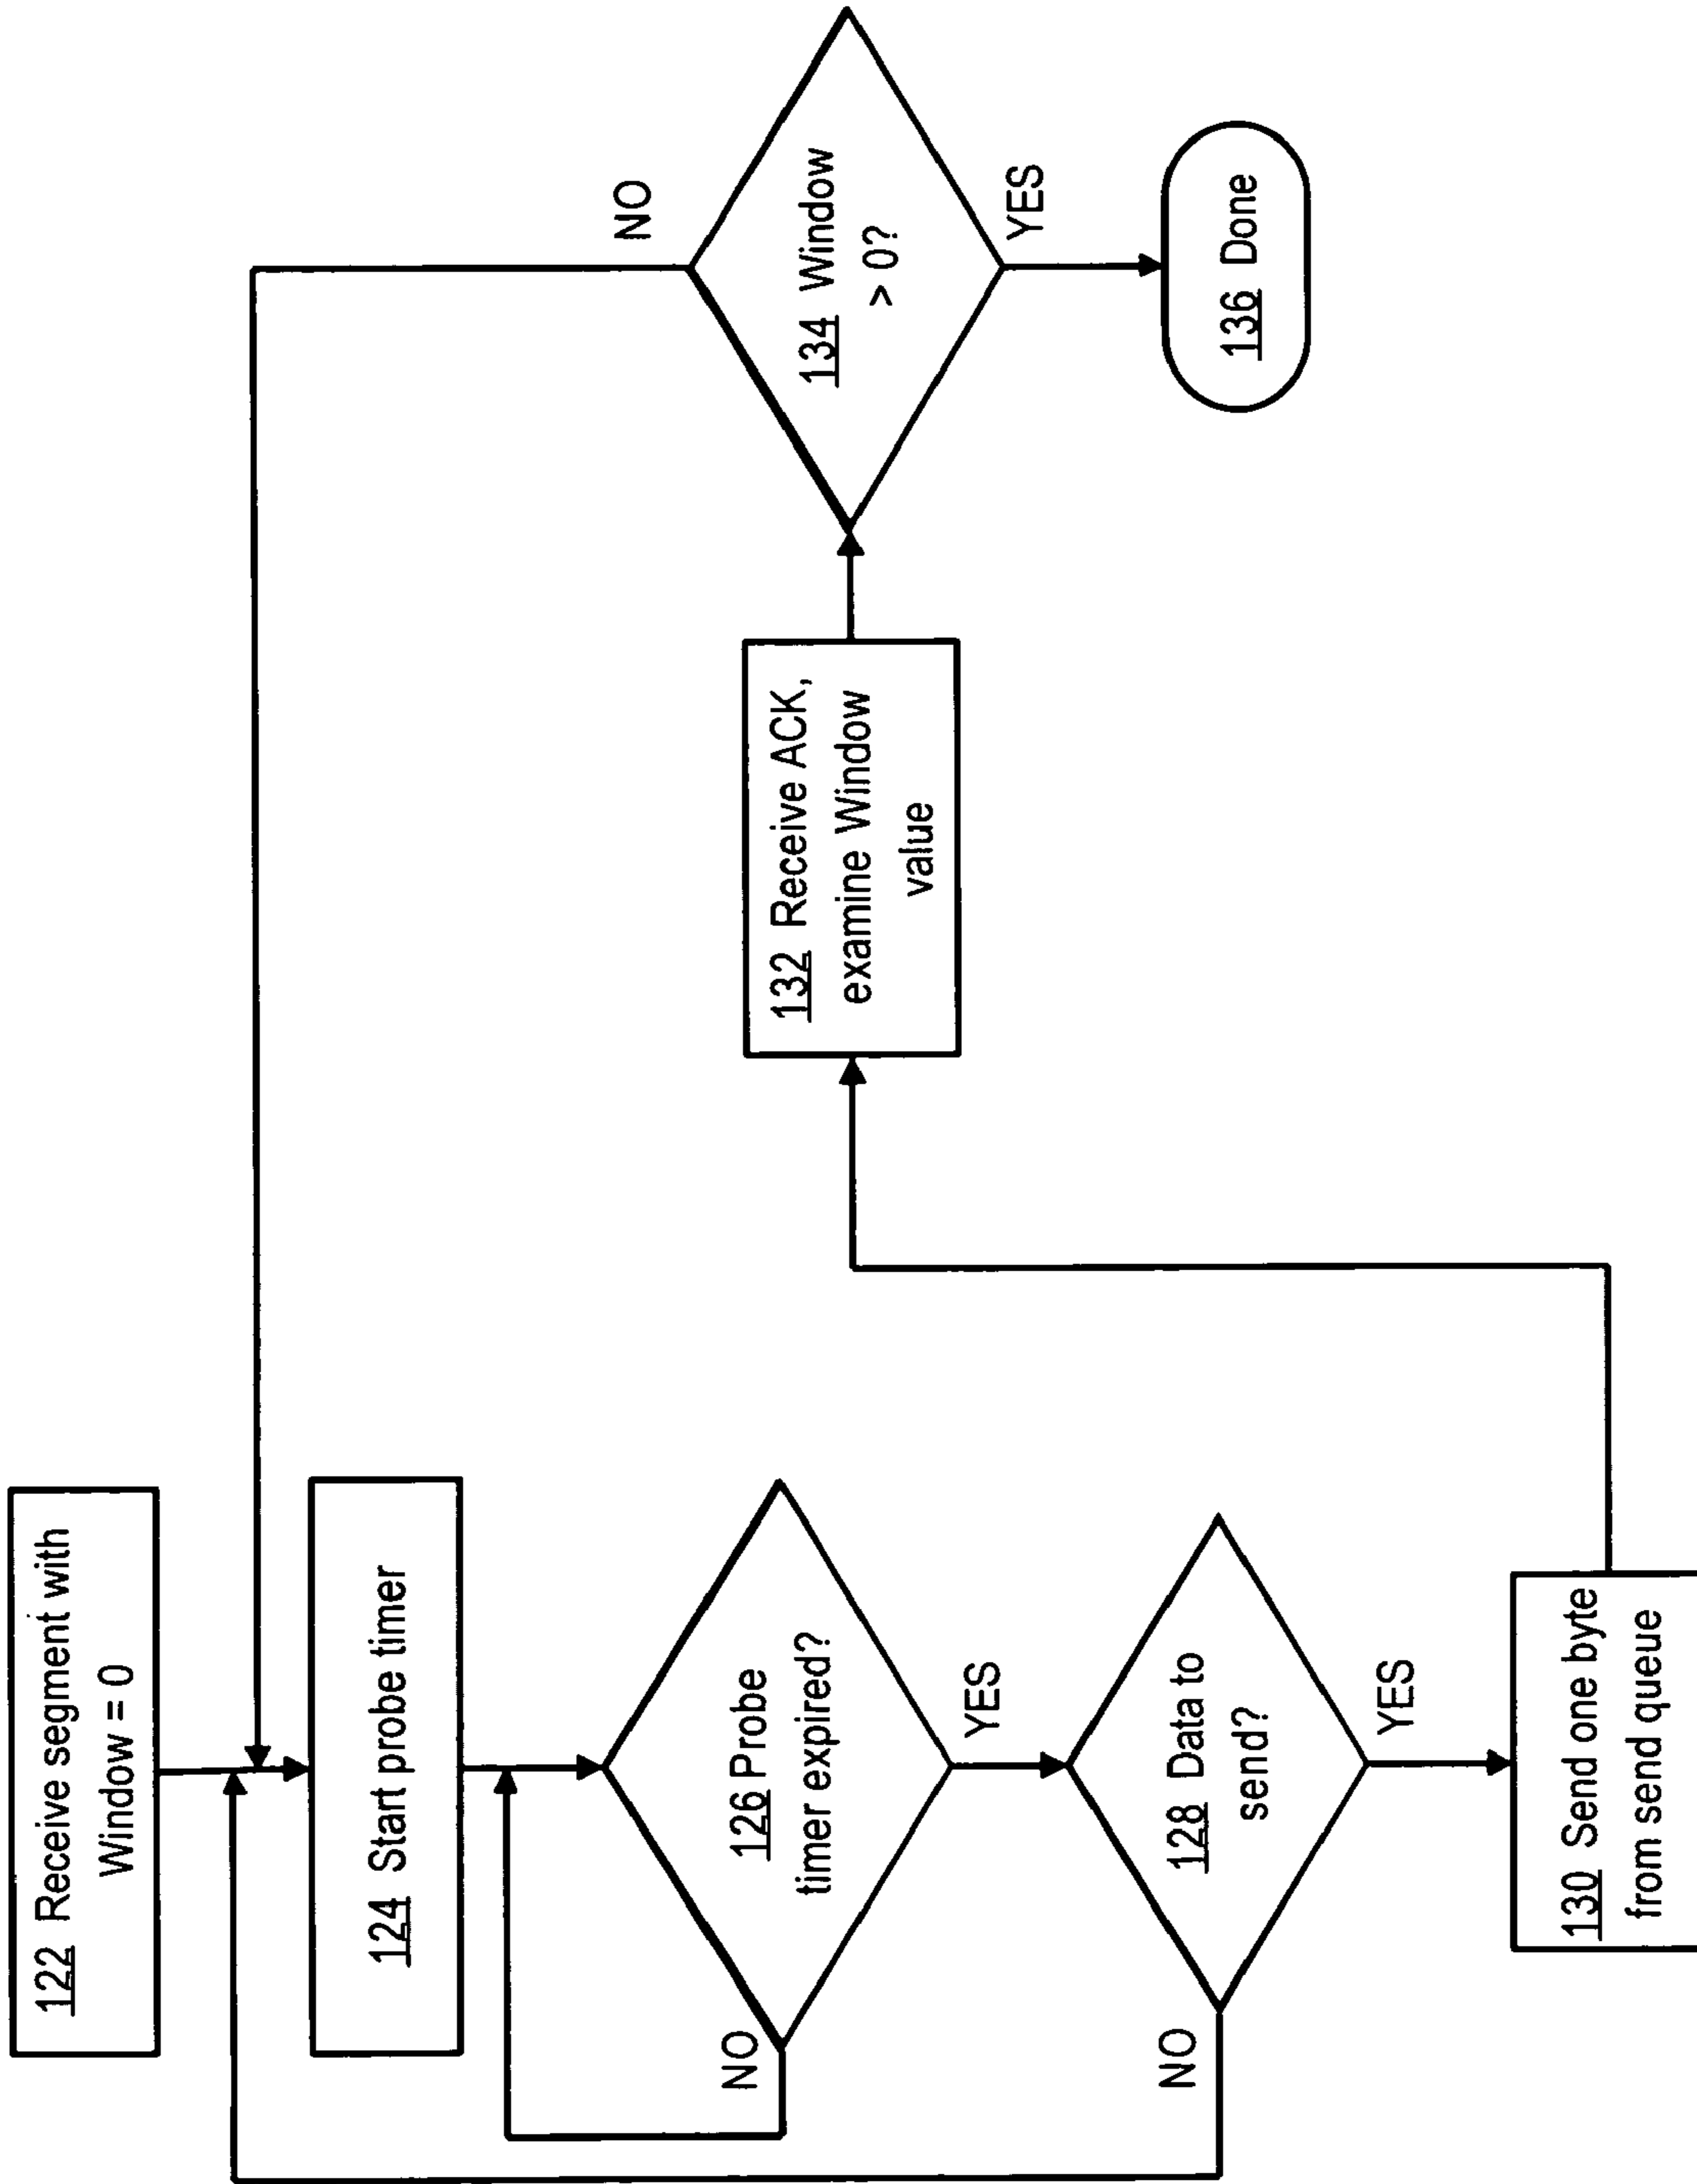 122 Receive segment with
Window = 0
124 Start probe timer
126 Probe
timer expired?
NO
YES
128 Data to
send?
NO
YES
130 Send one byte
from send queue
132 Receive ACK,
examine Window
value
134 Window
> 0?
NO
YES
136 Done